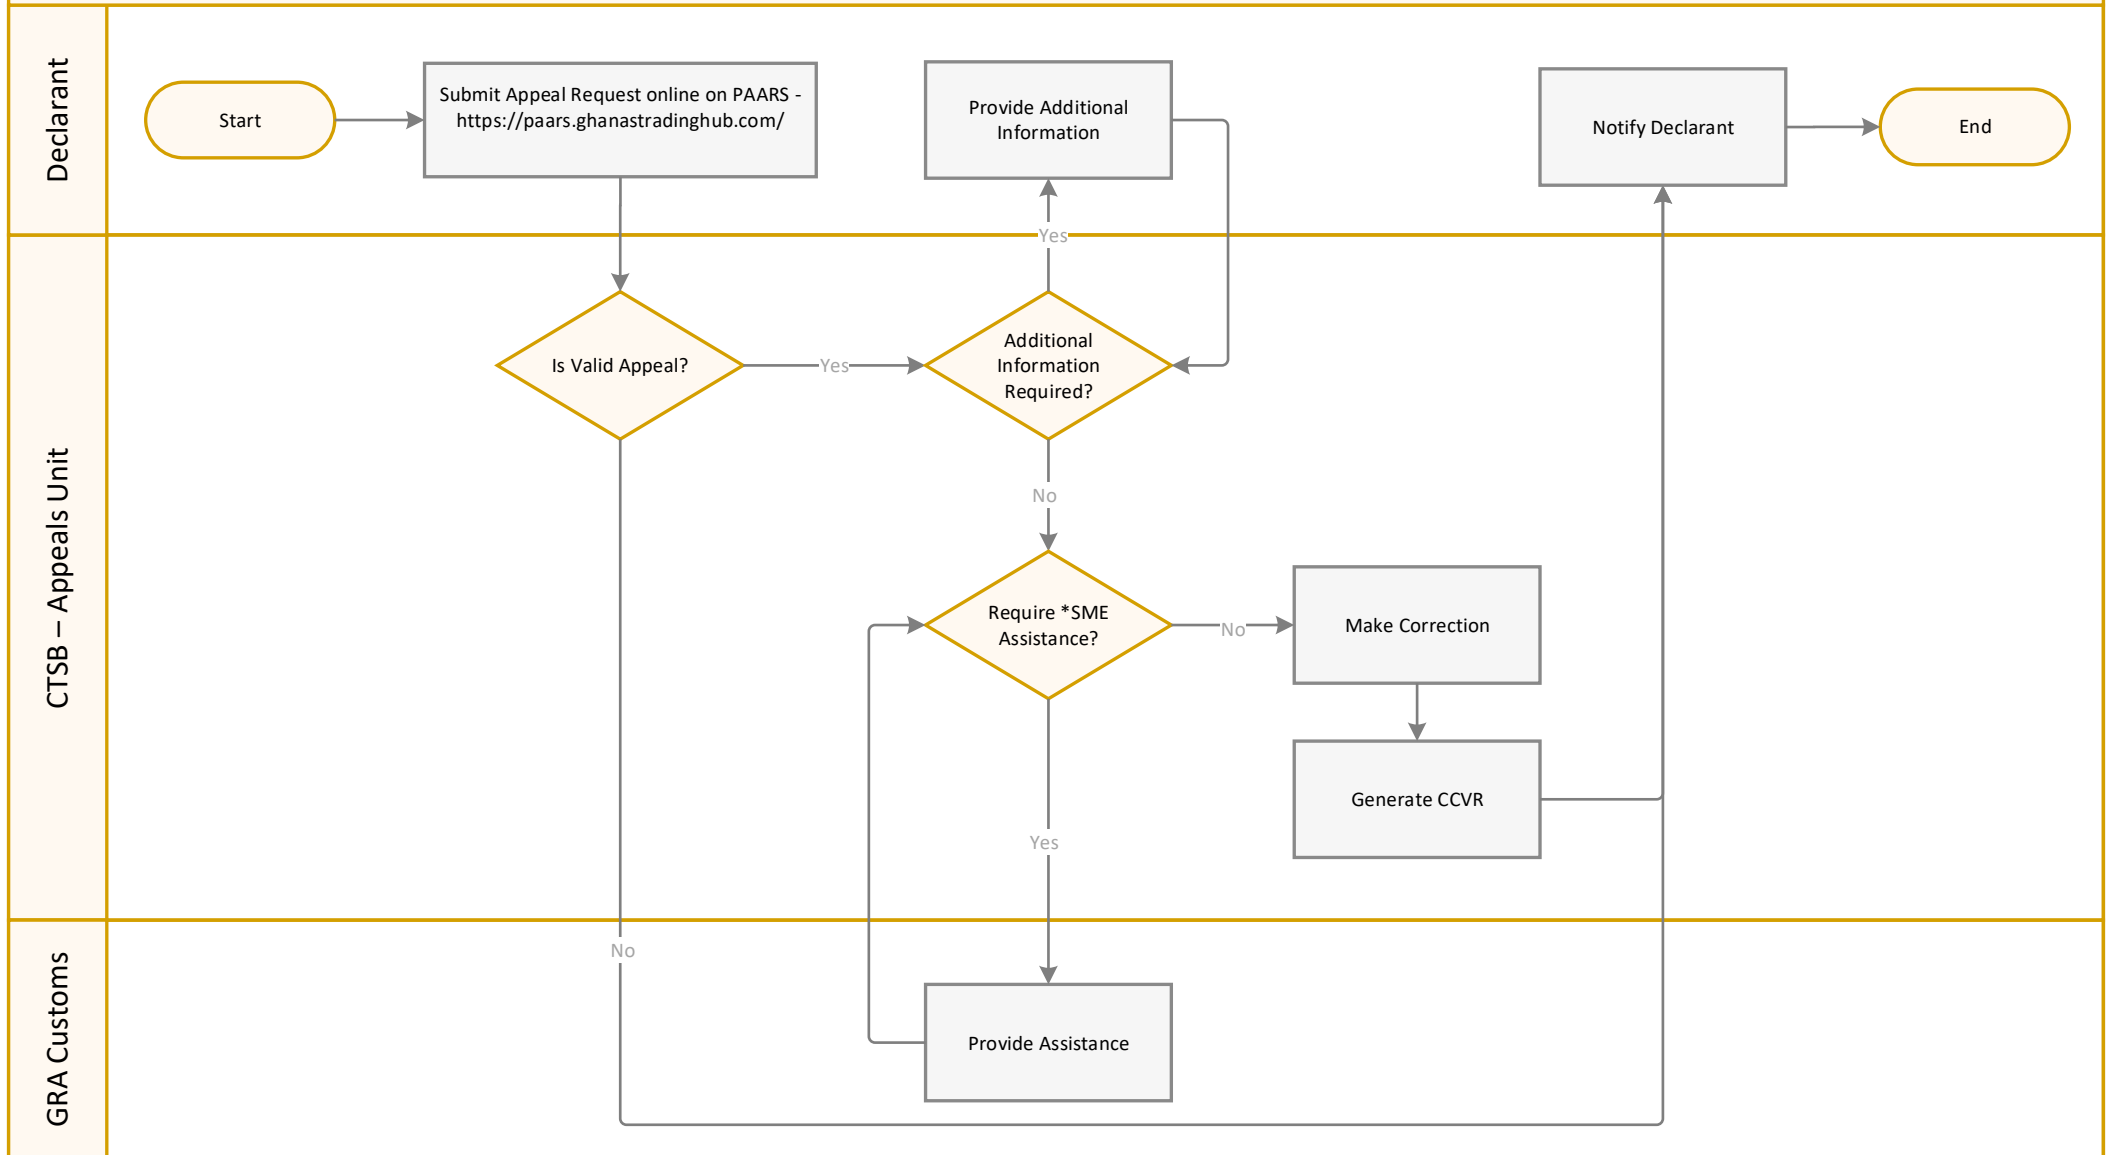 Declarant
Start
Submit Appeal Request online on PAARS -
https://paars.ghanastradinghub.com/
Provide Additional
Information
Notify Declarant
End
Yes
CTSB – Appeals Unit
Is Valid Appeal?
Yes
Additional
Information
Required?
No
Require *SME
Assistance?
No
Make Correction
Generate CCVR
Yes
GRA Customs
No
Provide Assistance